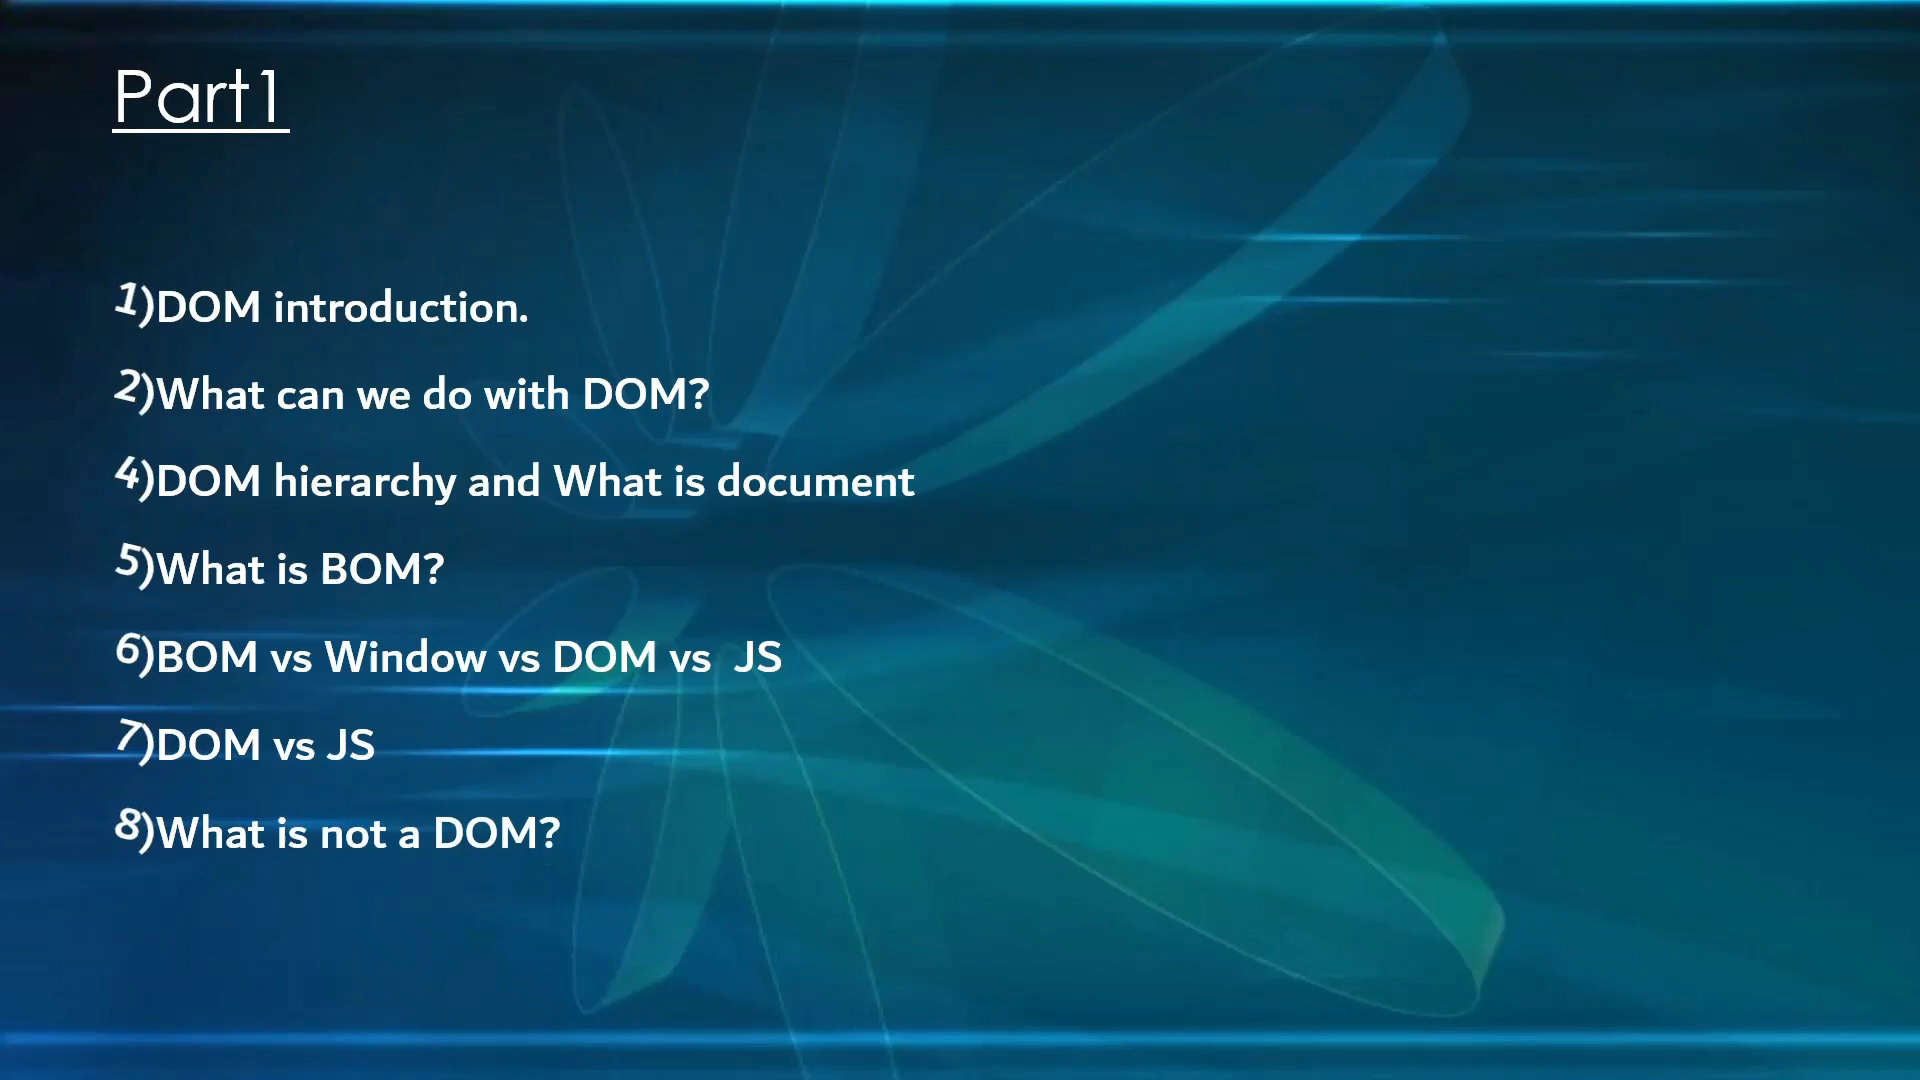 Part1
1)DOM introduction.
2)What can we do with DOM?
4)DOM hierarchy and What is document
5)What is BOM?
6)BOM vs Window vs DOM vs  JS
7)DOM vs JS
8)What is not a DOM?